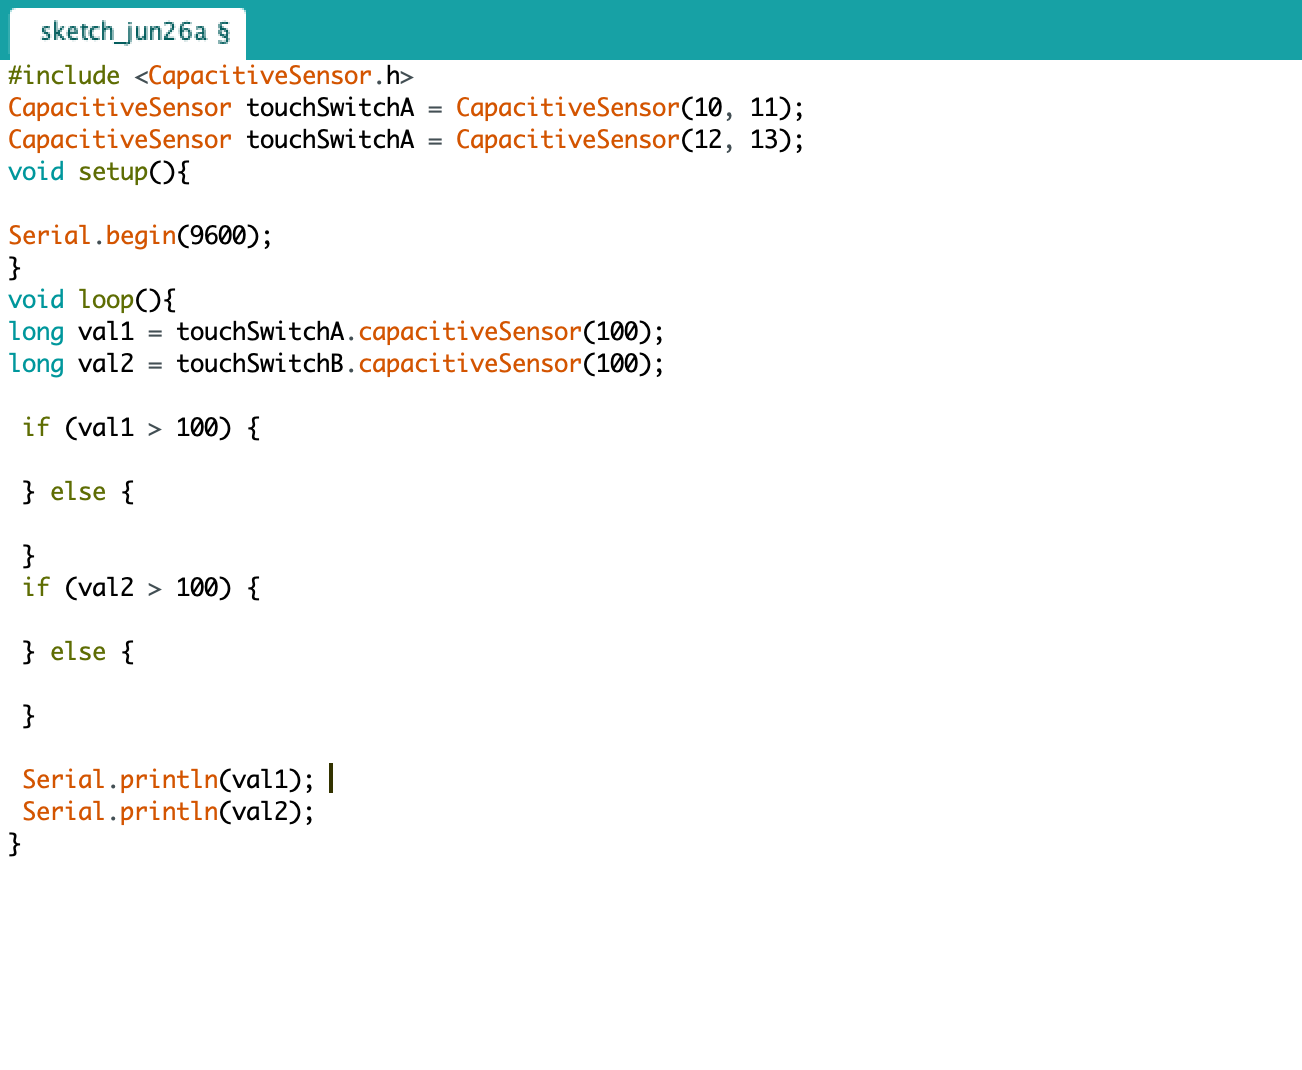 sketch_jun26a §
#include <CapacitiveSensor.h>
CapacitiveSensor touchSwitchA = CapacitiveSensor(10, 11);
CapacitiveSensor touchSwitchA = CapacitiveSensor(12, 13);
void setup(){
Serial.begin(9600);
}
void loop(){
long val1 = touchSwitchA.capacitiveSensor(100);
long val2 = touchSwitchB.capacitiveSensor(100);
if (val1 > 100) {
} else {
}
if (val2 > 100) {
} else {
}
Serial.println(val1);
Serial.println(val2);
}